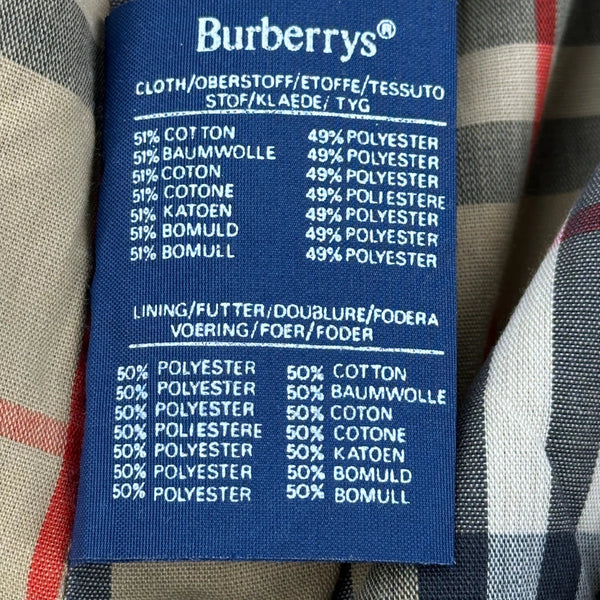 Burberrys®
CLOTH/OBERSTOFF/ETOFFE/TESSUTO
STOF/KLAEDE/TYG
51% COTTON 49% POLYESTER
51% BAUMWOLLE 49% POLYESTER
51% COTON 49% POLYESTER
51% COTONE 49% POLIESTERE
51% KATOEN 49% POLYESTER
51% BOMULD 49% POLYESTER
51% BOMULL 49% POLYESTER
LINING/FUTTER/DOUBLURE/FODERA
VOERING/FOER/FODER
50% POLYESTER 50% COTTON
50% POLYESTER 50% BAUMWOLLE
50% POLYESTER 50% COTON
50% POLIESTERE 50% COTONE
50% POLYESTER 50% KATOEN
50% POLYESTER 50% BOMULD
50% POLYESTER 50% BOMULL